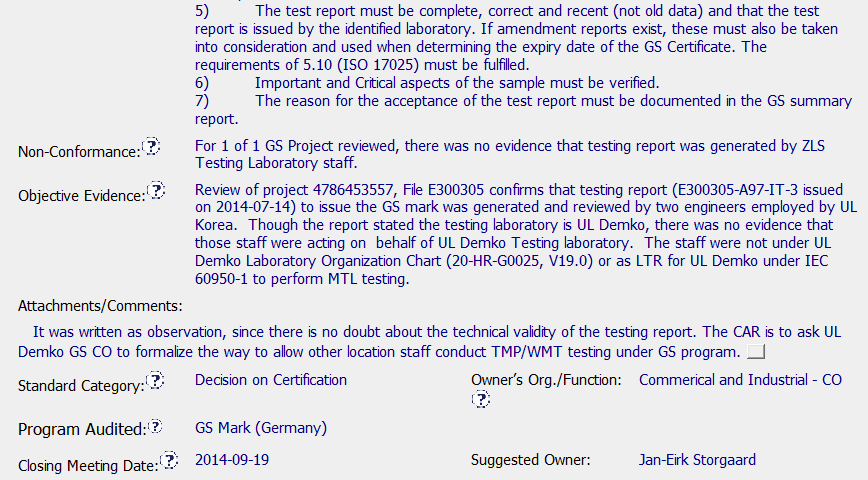 5) The test report must be complete, correct and recent (not old data) and that the test
report is issued by the identified laboratory. If amendment reports exist, these must also be taken
into consideration and used when determining the expiry date of the GS Certificate. The
requirements of 5.10 (ISO 17025) must be fulfilled.
6) Important and Critical aspects of the sample must be verified.
7) The reason for the acceptance of the test report must be documented in the GS summary
report.
Non-Conformance: ? For 1 of 1 GS Project reviewed, there was no evidence that testing report was generated by ZLS
Testing Laboratory staff.
Objective Evidence: ? Review of project 4786453557, File E300305 confirms that testing report (E300305-A97-IT-3 issued
on 2014-07-14) to issue the GS mark was generated and reviewed by two engineers employed by UL
Korea. Though the report stated the testing laboratory is UL Demko, there was no evidence that
those staff were acting on behalf of UL Demko Testing laboratory. The staff were not under UL
Demko Laboratory Organization Chart (20-HR-G0025, V19.0) or as LTR for UL Demko under IEC
60950-1 to perform MTL testing.
Attachments/Comments:
It was written as observation, since there is no doubt about the technical validity of the testing report. The CAR is to ask UL
Demko GS CO to formalize the way to allow other location staff conduct TMP/WMT testing under GS program.
Standard Category: ? Decision on Certification Owner's Org./Function: ? Commerical and Industrial - CO
Program Audited: ? GS Mark (Germany)
Closing Meeting Date: ? 2014-09-19 Suggested Owner: Jan-Eirk Storgaard